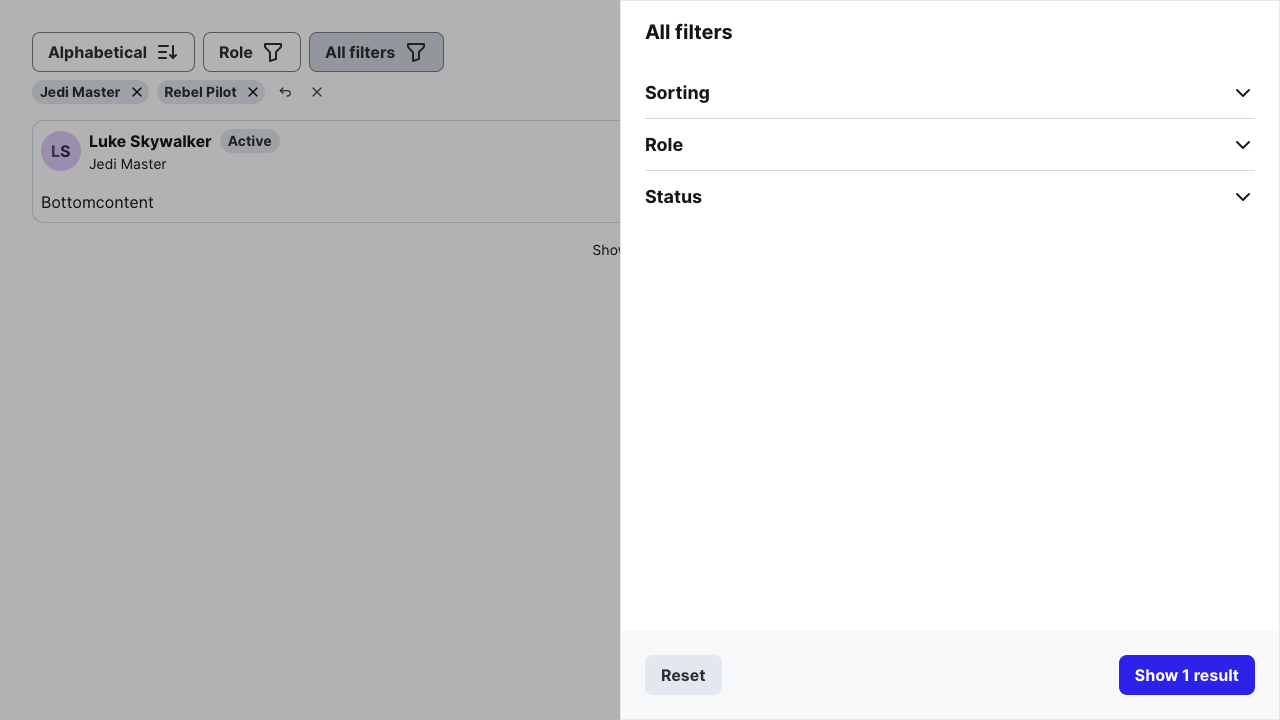 Alphabetical
Role
All filters
Jedi Master
Rebel Pilot
LS
Luke Skywalker
Active
Jedi Master
Bottomcontent
All filters
Sorting
Role
Status
Reset
Show 1 result